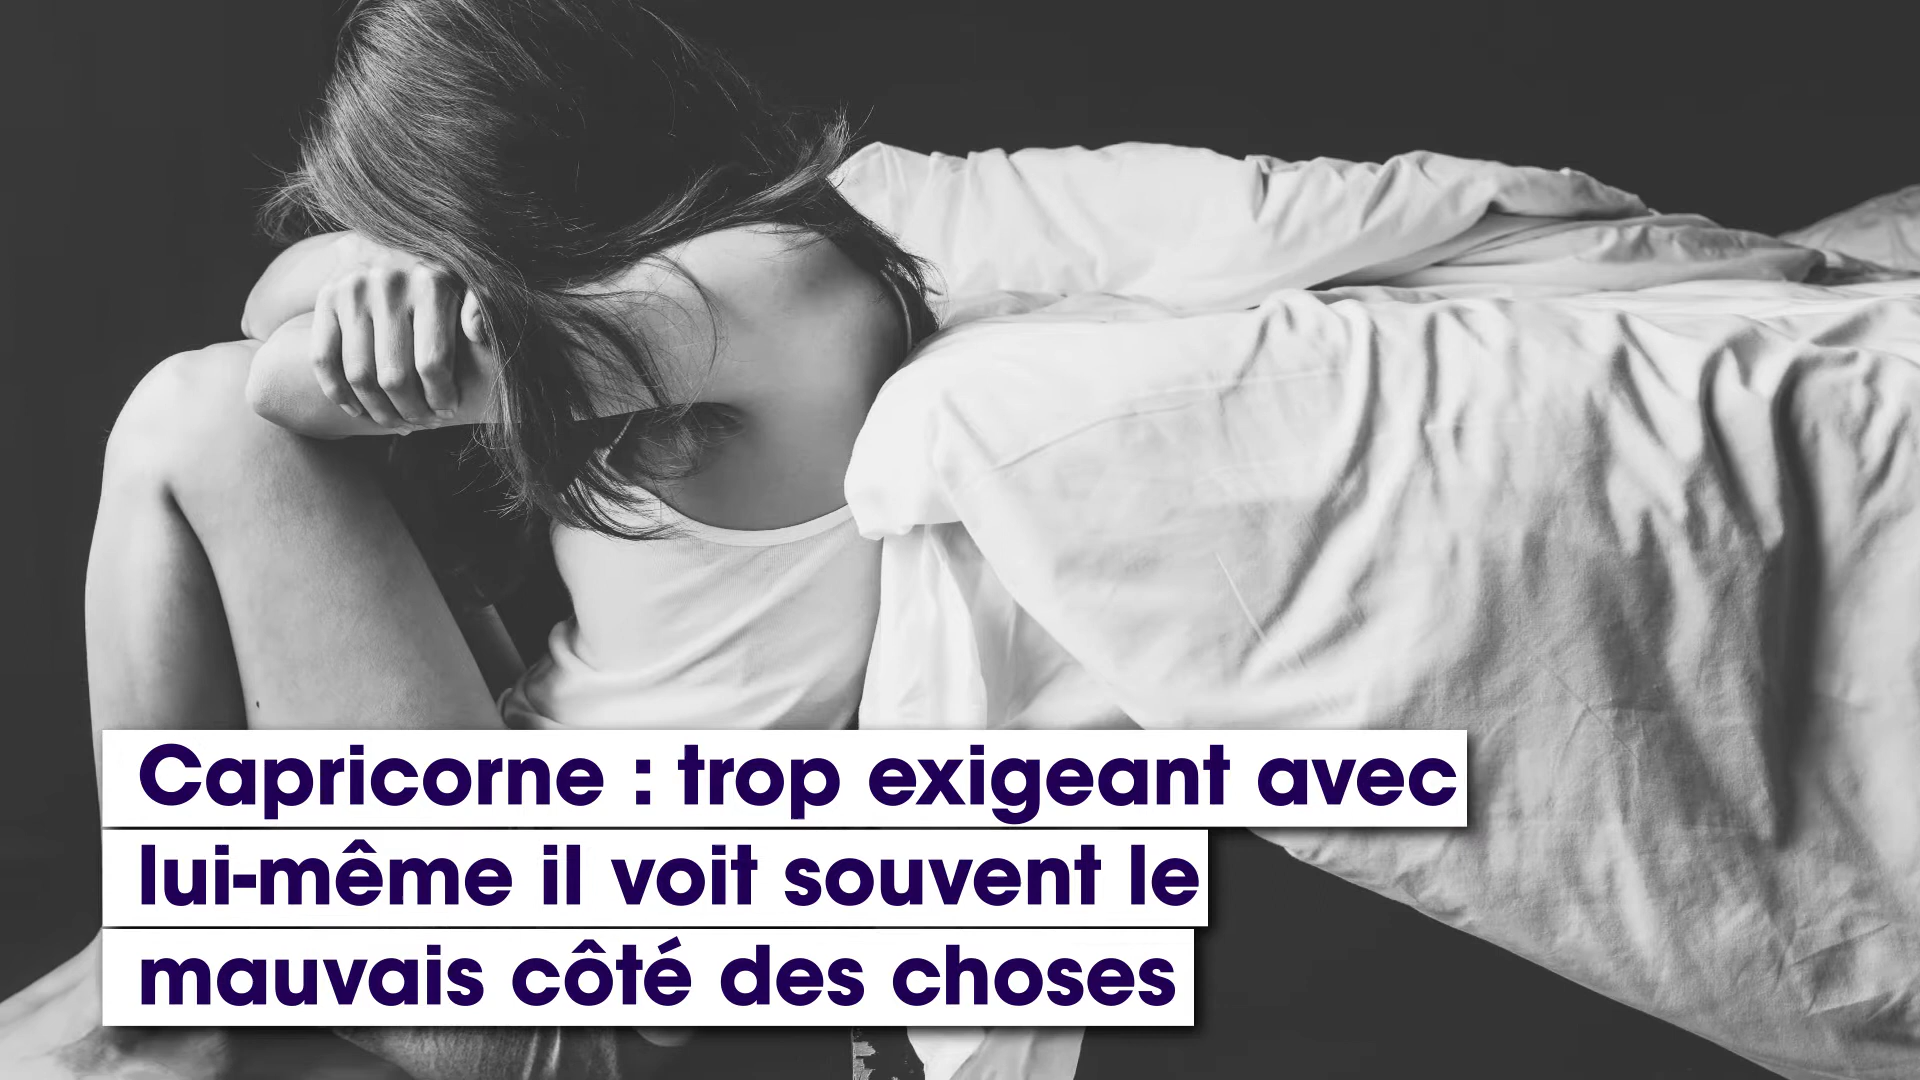 Capricorne : trop exigeant avec
lui-même il voit souvent le
mauvais côté des choses